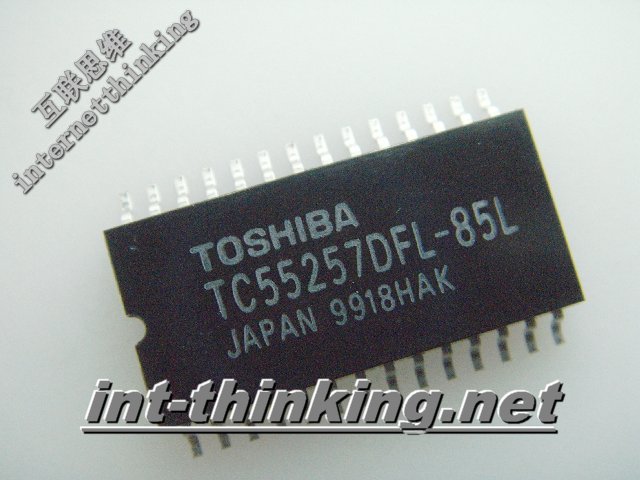 互联思维
internetthinking
TOSHIBA
TC55257DFL-85L
JAPAN 9918HAK
int-thinking.net